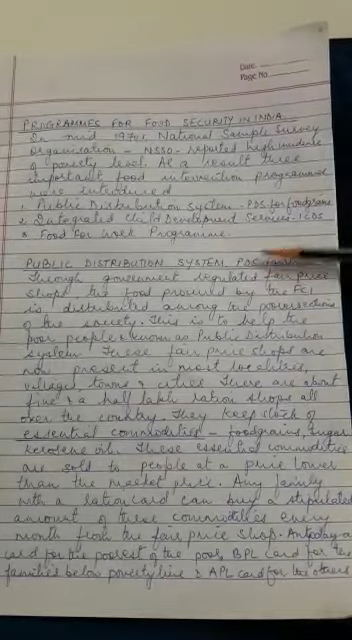 Date
Page No
PROGRAMMES FOR FOOD SECURITY IN INDIA
In mid 1970s National Sample Survey
Organisation - NSSO - reported high incidence
of poverty level. As a result three
important food intervention programmes
were introduced
1 Public Distribution System - PDS for foodgrains
2 Integrated Child Development Services - ICDS
3 Food For Work Programme.
PUBLIC DISTRIBUTION SYSTEM PDS
Through government regulated fair price
shops the food procured by the FCI
is distributed among the poor sections
of the society. This is to help the
poor people & known as Public Distribution
system These fair price shops are
now present in most localities,
villages, towns & cities There are about
five & a half lakh ration shops all
over the country. They keep stock of
essential commodities - foodgrains, sugar
kerosene oil. These essential commodities
are sold to people at a price lower
than the market price. Any family
with a ration card can buy a stipulated
amount of these commodities every
month from the fair price shop. Antodaya
card for the poorest of the poor, BPL card for the
families below poverty line & APL card for the others